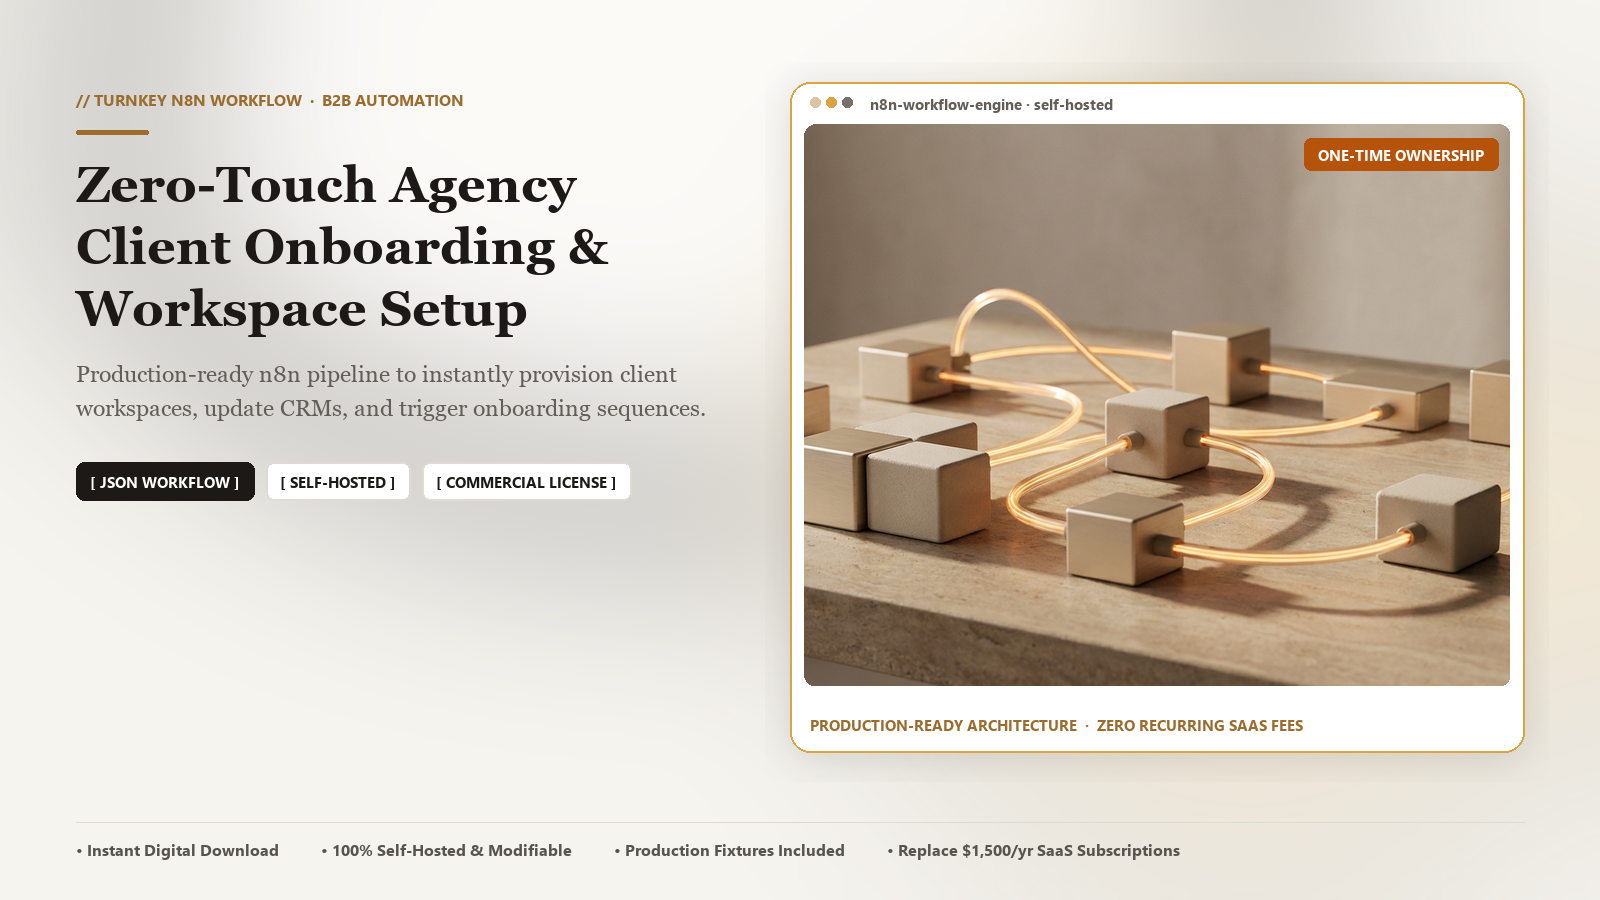 // TURNKEY N8N WORKFLOW · B2B AUTOMATION
Zero-Touch Agency
Client Onboarding &
Workspace Setup
Production-ready n8n pipeline to instantly provision client
workspaces, update CRMs, and trigger onboarding sequences.
[ JSON WORKFLOW ]
[ SELF-HOSTED ]
[ COMMERCIAL LICENSE ]
n8n-workflow-engine · self-hosted
ONE-TIME OWNERSHIP
PRODUCTION-READY ARCHITECTURE · ZERO RECURRING SAAS FEES
• Instant Digital Download
• 100% Self-Hosted & Modifiable
• Production Fixtures Included
• Replace $1,500/yr SaaS Subscriptions